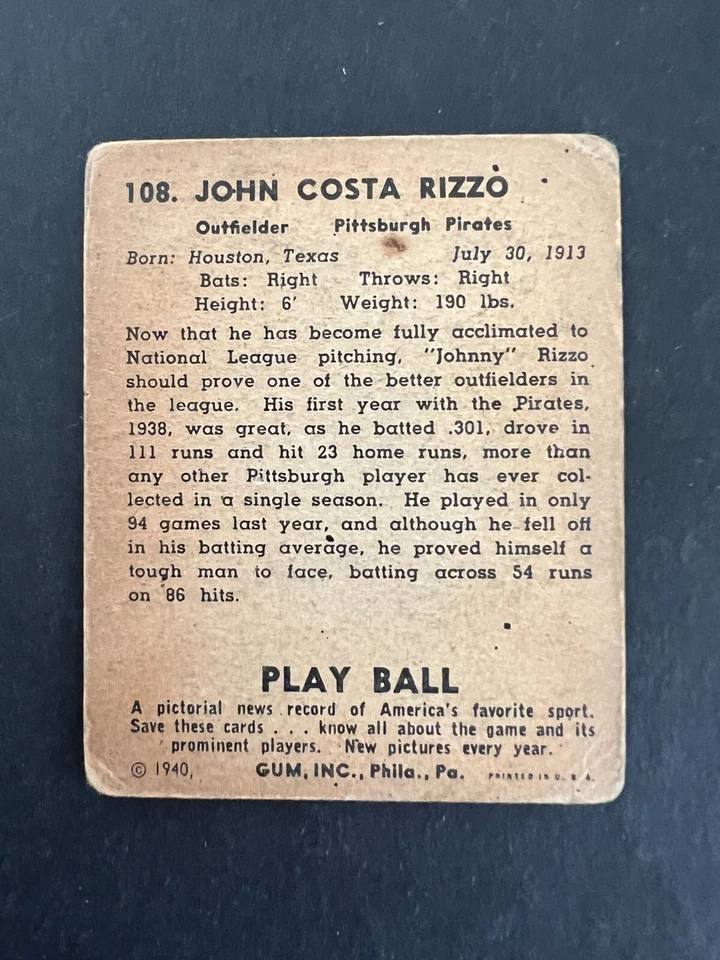 108. JOHN COSTA RIZZO
Outfielder Pittsburgh Pirates
Born: Houston, Texas July 30, 1913
Bats: Right Throws: Right
Height: 6' Weight: 190 lbs.
Now that he has become fully acclimated to
National League pitching, "Johnny" Rizzo
should prove one of the better outfielders in
the league. His first year with the Pirates,
1938, was great, as he batted .301, drove in
111 runs and hit 23 home runs, more than
any other Pittsburgh player has ever col-
lected in a single season. He played in only
94 games last year, and although he fell off
in his batting average, he proved himself a
tough man to face, batting across 54 runs
on 86 hits.
PLAY BALL
A pictorial news record of America's favorite sport.
Save these cards . . . know all about the game and its
prominent players. New pictures every year.
© 1940, GUM, INC., Phila., Pa. PRINTED IN U. S. A.